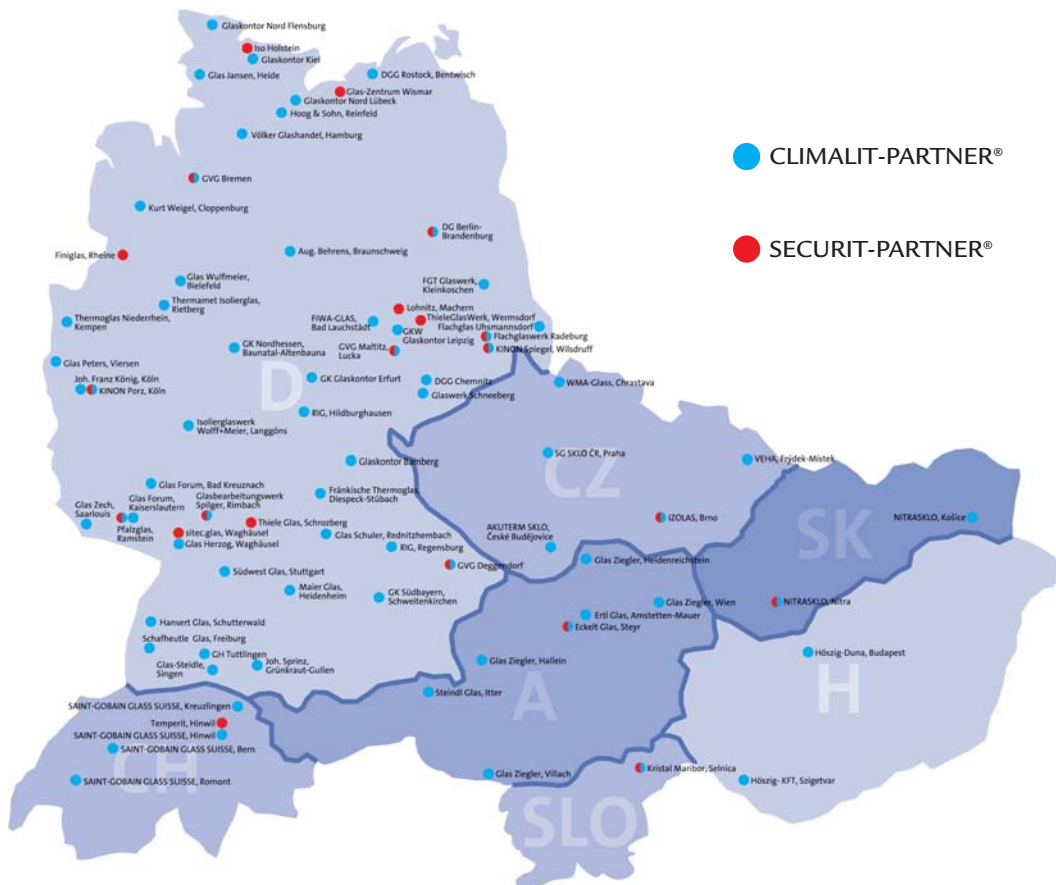 Glaskontor Nord Flensburg
Iso Holstein
Glaskontor Kiel
Glas Jansen, Heide
DGG Rostock, Bentwisch
Glas-Zentrum Wismar
Glaskontor Nord Lübeck
Hoog & Sohn, Reinfeld
Völker Glashandel, Hamburg
CLIMALIT-PARTNER®
GVG Bremen
Kurt Weigel, Cloppenburg
DG Berlin-
Brandenburg
SECURIT-PARTNER®
Finiglas, Rheine
Aug. Behrens, Braunschweig
Glas Wulfmeier,
Bielefeld
FGT Glaswerk,
Kleinkoschen
Thermamet Isolierglas,
Rietberg
Lohnitz, Machern
Thermoglas Niederrhein,
Kempen
FIWA-GLAS,
Bad Lauchstädt
ThieleGlasWerk, Wermsdorf
Flachglas Uhsmannsdorf
GKW
Glaskontor Leipzig
Flachglaswerk Radeburg
GK Nordhessen,
Baunatal-Altenbauna
GVG Maltitz,
Lucka
KINON Spiegel, Wilsdruff
Glas Peters, Viersen
D
Joh. Franz König, Köln
KINON Porz, Köln
GK Glaskontor Erfurt
DGG Chemnitz
Glaswerk Schneeberg
WMA-Glass, Chrastava
RIG, Hildburghausen
Isolierglaswerk
Wolff+Meier, Langgöns
Glaskontor Bamberg
SG SKLO ČR, Praha
CZ
VEHA, Frýdek-Místek
Glas Forum, Bad Kreuznach
Fränkische Thermoglas,
Diespeck-Stübach
Glas Zech,
Saarlouis
Glas Forum,
Kaiserslautern
Glasbearbeitungswerk
Spilger, Rimbach
Pfalzglas,
Ramstein
Thiele Glas, Schrozberg
sitec.glas, Waghäusel
Glas Herzog, Waghäusel
Glas Schuler, Rednitzhembach
RIG, Regensburg
AKUTERM SKLO,
České Budějovice
IZOLAS, Brno
SK
NITRASKLO, Košice
GVG Deggendorf
Glas Ziegler, Heidenreichstein
Südwest Glas, Stuttgart
Maier Glas,
Heidenheim
GK Südbayern,
Schweitenkirchen
Glas Ziegler, Wien
NITRASKLO, Nitra
Ertl Glas, Amstetten-Mauer
Eckelt Glas, Steyr
Hansert Glas, Schutterwald
Schafheutle Glas, Freiburg
GH Tuttlingen
Glas-Steidle,
Singen
Joh. Sprinz,
Grünkraut-Gullen
Glas Ziegler, Hallein
Höszig-Duna, Budapest
H
Steindl Glas, Itter
A
SAINT-GOBAIN GLASS SUISSE, Kreuzlingen
Temperit, Hinwil
SAINT-GOBAIN GLASS SUISSE, Hinwil
SAINT-GOBAIN GLASS SUISSE, Bern
CH
SAINT-GOBAIN GLASS SUISSE, Romont
Glas Ziegler, Villach
Kristal Maribor, Selnica
Höszig- KFT, Szigetvar
SLO